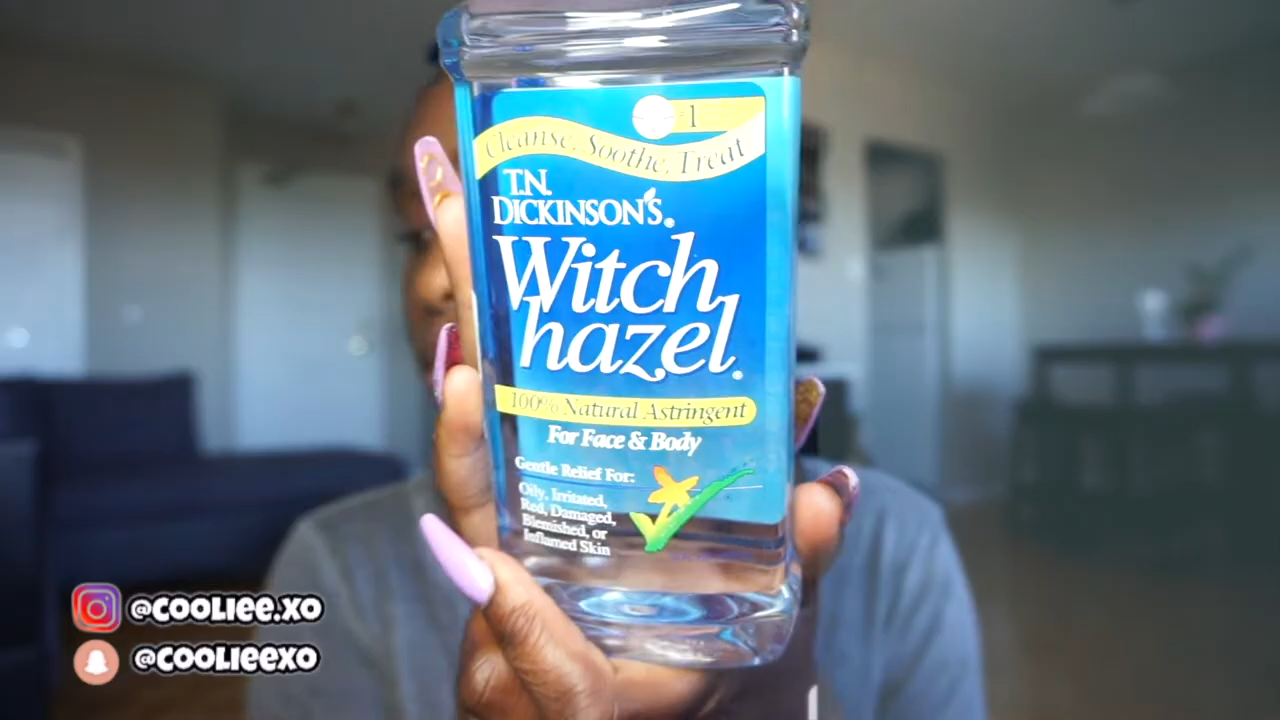 #1
Cleanse. Soothe. Treat
T.N.
DICKINSON'S®
Witch
hazel®
100% Natural Astringent
For Face & Body
Gentle Relief For:
Oily, Irritated,
Red, Damaged,
Blemished, or
Inflamed Skin
@COOLIEE.XO
@COOLIEEXO